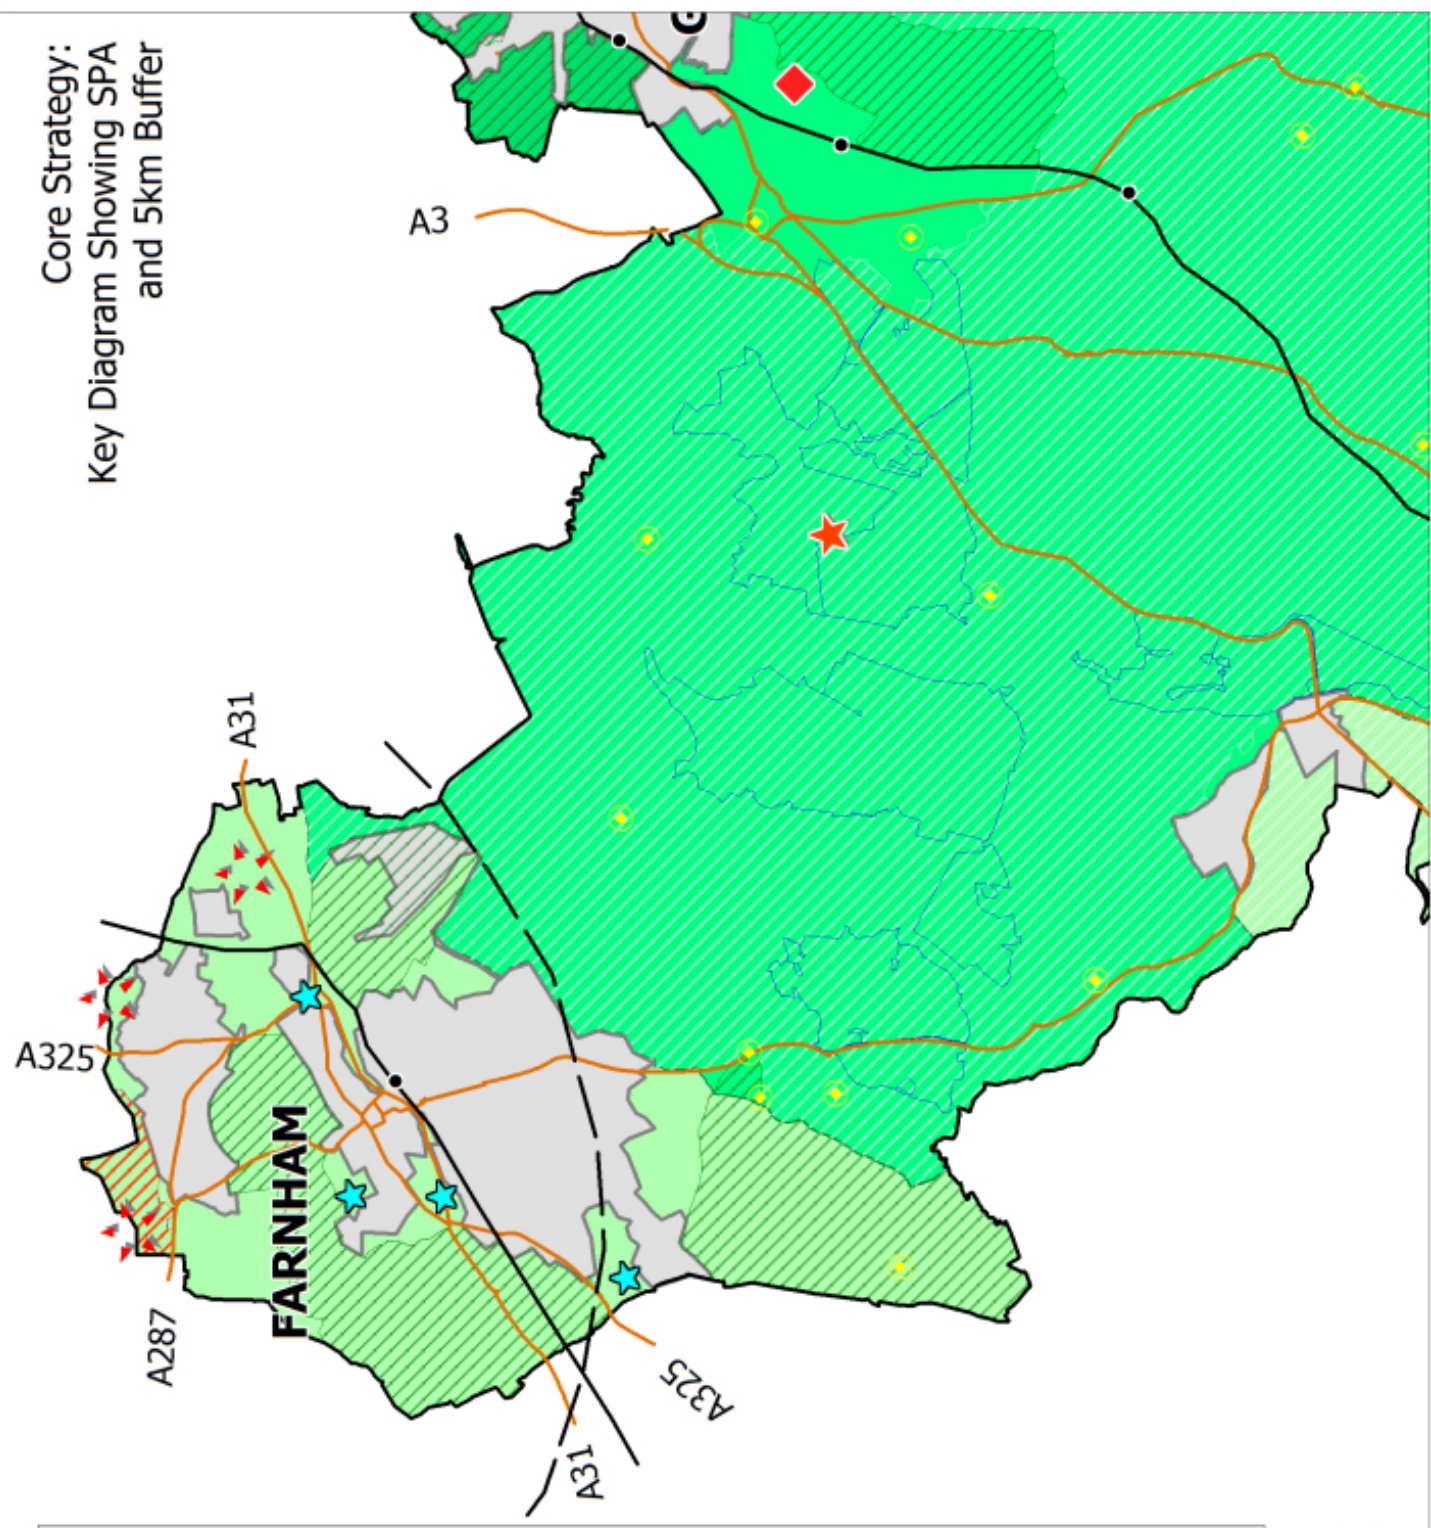 Core Strategy:
Key Diagram Showing SPA
and 5km Buffer
G
A3
A31
A325
FARNHAM
A287
A325
A31